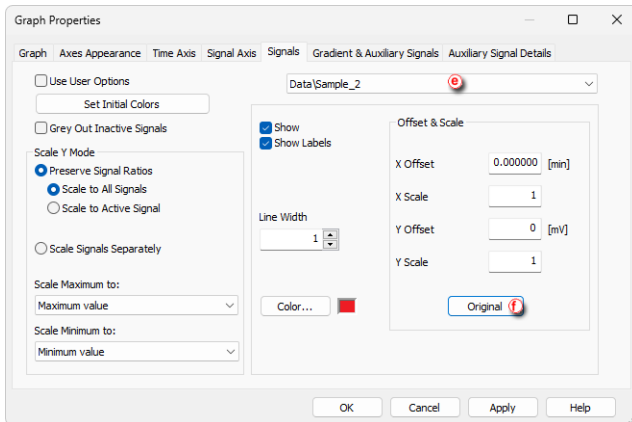 Graph Properties
Graph Axes Appearance Time Axis Signal Axis Signals Gradient & Auxiliary Signals Auxiliary Signal Details
Use User Options
Set Initial Colors
Grey Out Inactive Signals
Scale Y Mode
Preserve Signal Ratios
Scale to All Signals
Scale to Active Signal
Scale Signals Separately
Scale Maximum to:
Maximum value
Scale Minimum to:
Minimum value
Data\Sample_2 e
Show
Show Labels
Line Width
1
Color...
Offset & Scale
X Offset 0.000000 [min]
X Scale 1
Y Offset 0 [mV]
Y Scale 1
Original f
OK Cancel Apply Help